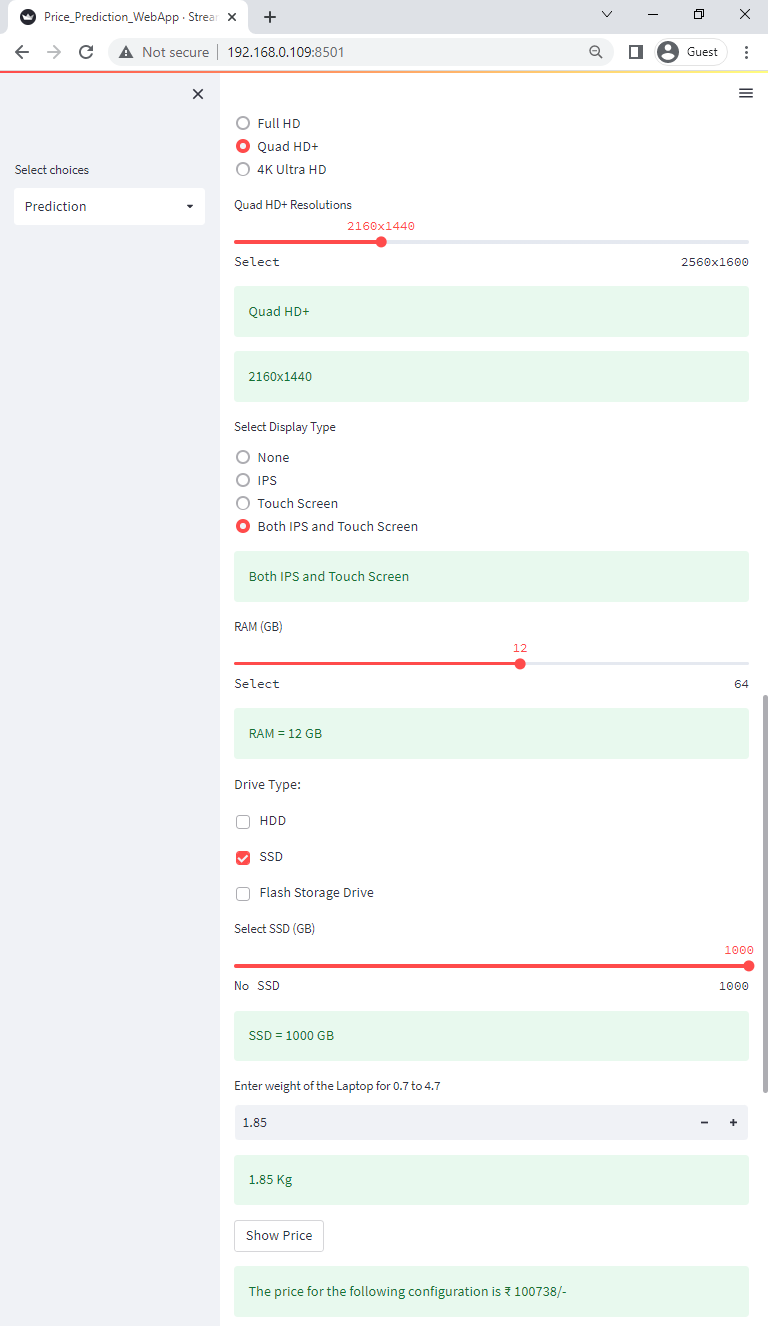 Price_Prediction_WebApp · Strear
Not secure
192.168.0.109:8501
Guest
Select choices
Prediction
Full HD
Quad HD+
4K Ultra HD
Quad HD+ Resolutions
2160x1440
Select 2560x1600
Quad HD+
2160x1440
Select Display Type
None
IPS
Touch Screen
Both IPS and Touch Screen
Both IPS and Touch Screen
RAM (GB)
12
Select 64
RAM = 12 GB
Drive Type:
HDD
SSD
Flash Storage Drive
Select SSD (GB)
1000
No SSD 1000
SSD = 1000 GB
Enter weight of the Laptop for 0.7 to 4.7
1.85
1.85 Kg
Show Price
The price for the following configuration is ₹ 100738/-